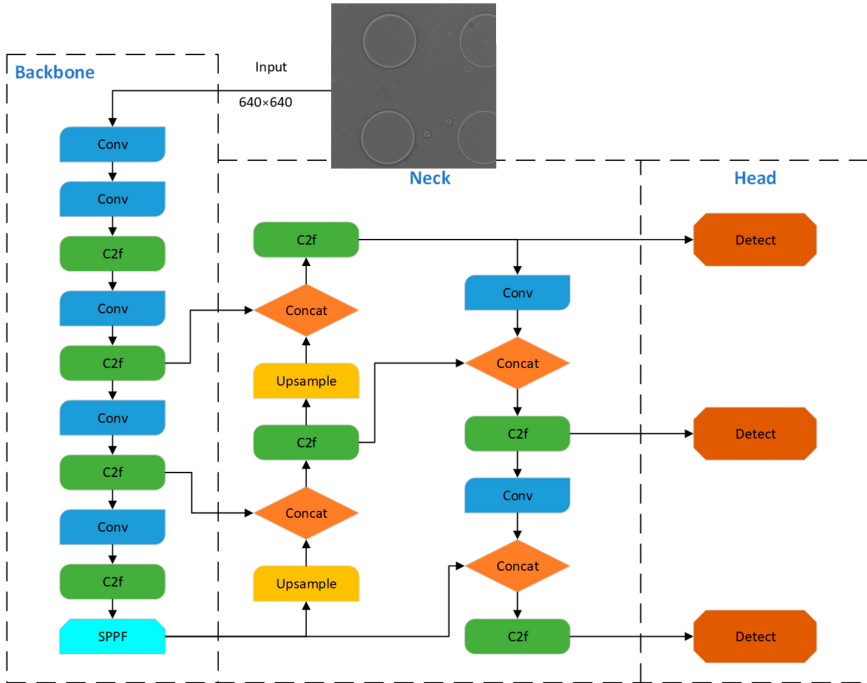 Input
640×640
Backbone
Conv
Conv
C2f
Conv
C2f
Conv
C2f
Conv
C2f
SPPF
Neck
C2f
Concat
Upsample
C2f
Concat
Upsample
Conv
Concat
C2f
Conv
Concat
C2f
Head
Detect
Detect
Detect